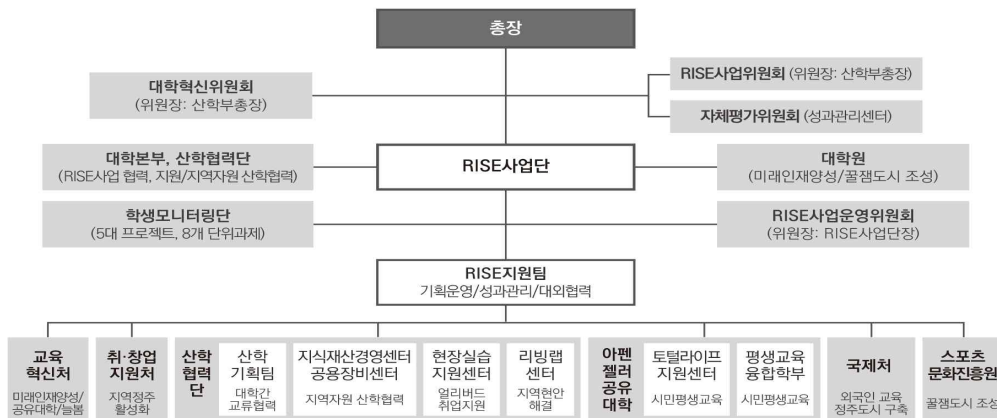 총장
대학혁신위원회
(위원장: 산학부총장)
RISE사업위원회 (위원장: 산학부총장)
자체평가위원회 (성과관리센터)
대학본부, 산학협력단
(RISE사업 협력, 지원/지역자원 산학협력)
RISE사업단
대학원
(미래인재양성/꿀잼도시 조성)
학생모니터링단
(5대 프로젝트, 8개 단위과제)
RISE사업운영위원회
(위원장: RISE사업단장)
RISE지원팀
기획운영/성과관리/대외협력
교육
혁신처
미래인재양성/
공유대학/늘봄
취·창업
지원처
지역정주
활성화
산학
협력
단
산학
기획팀
대학간
교류협력
지식재산경영센터
공용장비센터
지역자원 산학협력
현장실습
지원센터
얼리버드
취업지원
리빙랩
센터
지역현안
해결
아펜
젤러
공유
대학
토털라이프
지원센터
시민평생교육
평생교육
융합학부
시민평생교육
국제처
외국인 교육
정주도시 구축
스포츠
문화진흥원
꿀잼도시 조성